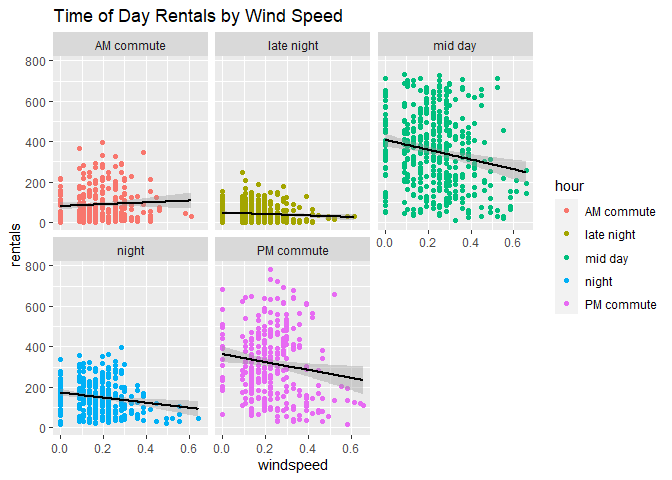 Time of Day Rentals by Wind Speed
AM commute
late night
mid day
800
600
400
200
0
0.0 0.2 0.4 0.6
night
PM commute
800
600
400
200
0
0.0 0.2 0.4 0.6
0.0 0.2 0.4 0.6
rentals
windspeed
hour
AM commute
late night
mid day
night
PM commute